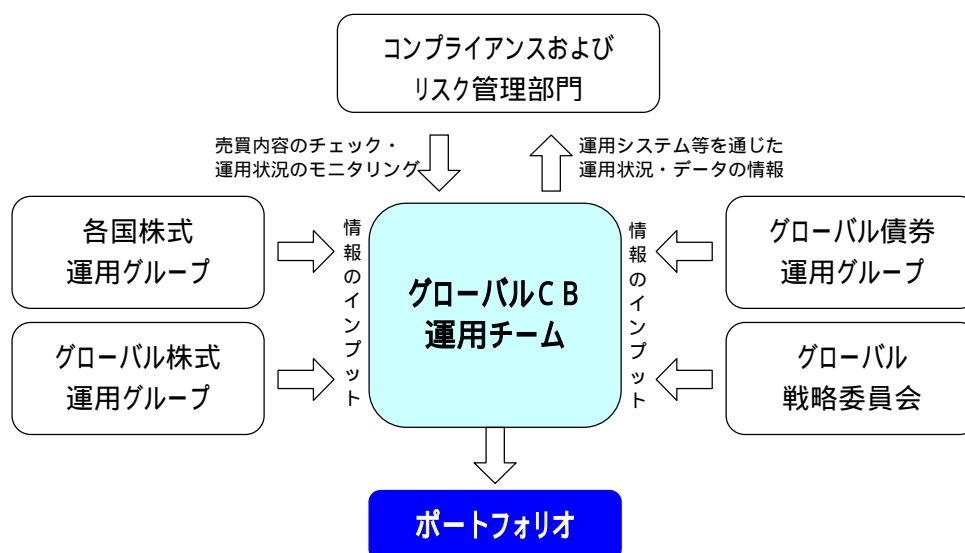 コンプライアンスおよび
リスク管理部門
売買内容のチェック・
運用状況のモニタリング
運用システム等を通じた
運用状況・データの情報
各国株式
運用グループ
グローバル株式
運用グループ
情報のインプット
グローバルCB
運用チーム
情報のインプット
グローバル債券
運用グループ
グローバル
戦略委員会
ポートフォリオ